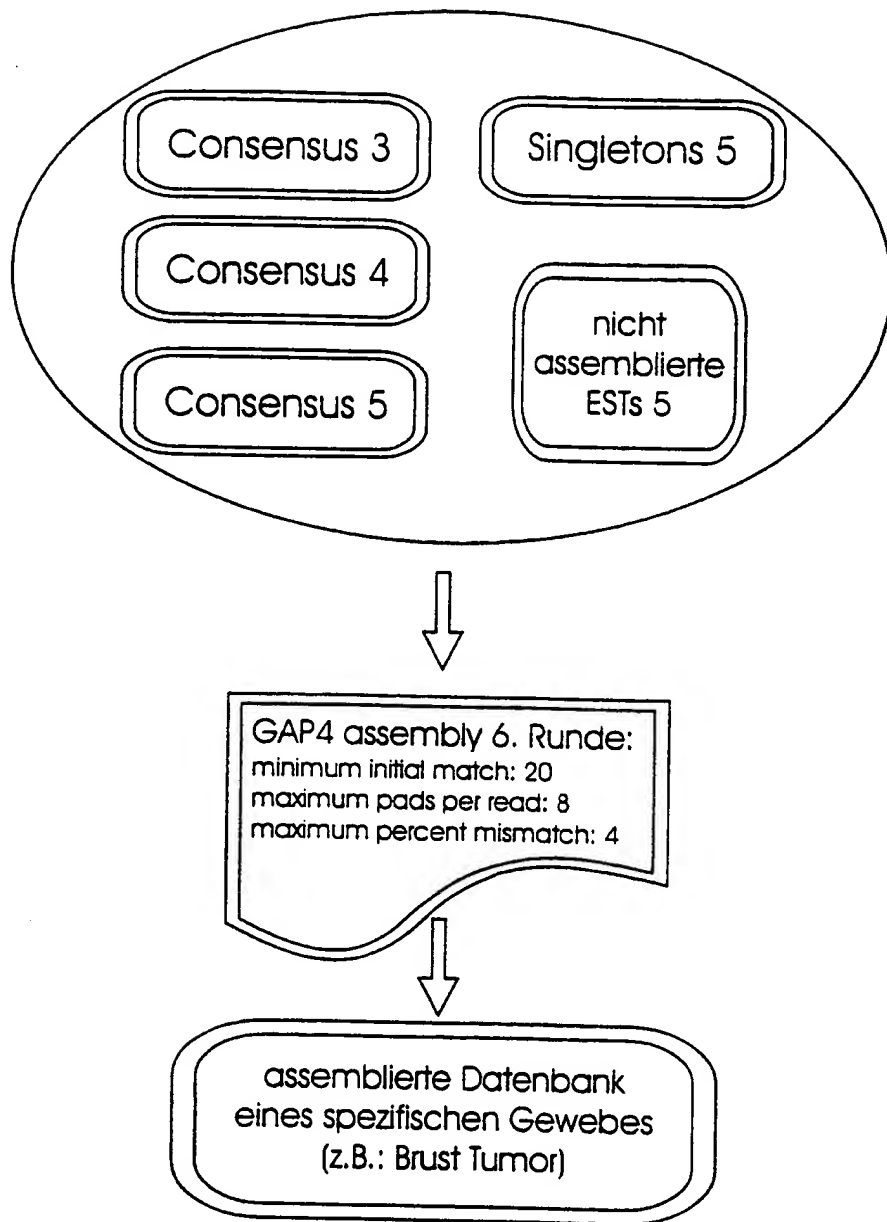 Consensus 3
Singletons 5
Consensus 4
nicht
assemblierte
ESTs 5
Consensus 5
GAP4 assembly 6. Runde:
minimum initial match: 20
maximum pads per read: 8
maximum percent mismatch: 4
assemblierte Datenbank
eines spezifischen Gewebes
(z.B.: Brust Tumor)